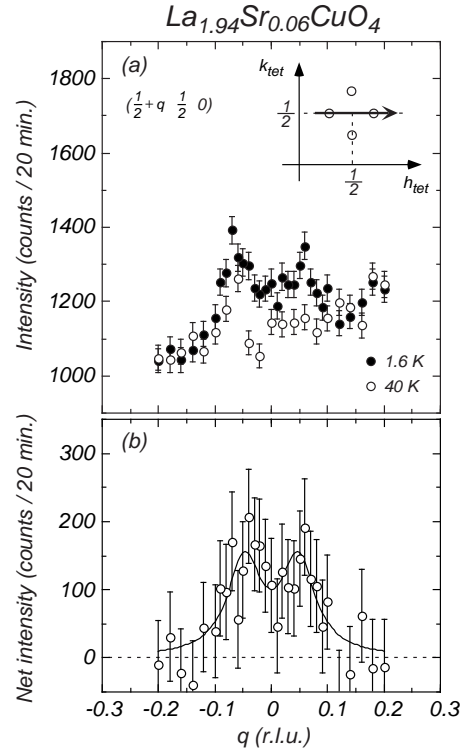 La1.94Sr0.06CuO4
(a)
(1/2+q 1/2 0)
k_tet
1/2
1/2
h_tet
1800
1600
1400
1200
1000
Intensity (counts / 20 min.)
1.6 K
40 K
(b)
300
200
100
0
Net intensity (counts / 20 min.)
-0.3 -0.2 -0.1 0 0.1 0.2 0.3
q (r.l.u.)